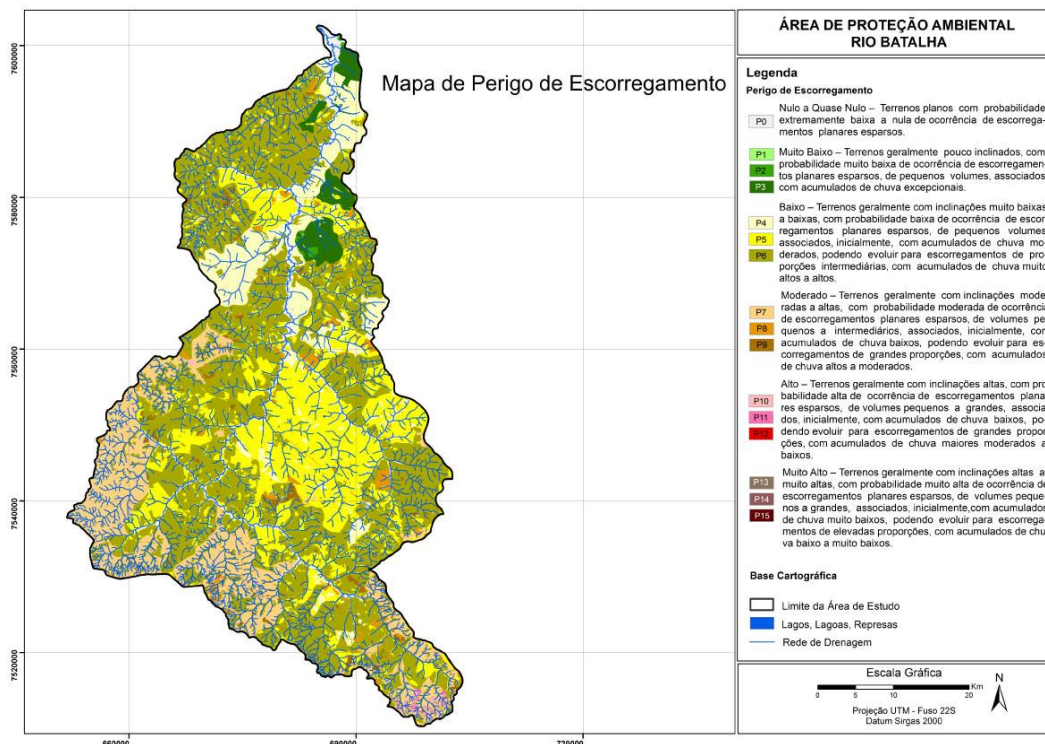 Mapa de Perigo de Escorregamento
7600000
7580000
7560000
7540000
7520000
660000
690000
720000
ÁREA DE PROTEÇÃO AMBIENTAL
RIO BATALHA
Legenda
Perigo de Escorregamento
P0
Nulo a Quase Nulo – Terrenos planos com probabilidade
extremamente baixa a nula de ocorrência de escorrega-
mentos planares esparsos.
P1
P2
P3
Muito Baixo – Terrenos geralmente pouco inclinados, com
probabilidade muito baixa de ocorrência de escorregamen-
tos planares esparsos, de pequenos volumes, associados
com acumulados de chuva excepcionais.
P4
P5
P6
Baixo – Terrenos geralmente com inclinações muito baixas
a baixas, com probabilidade baixa de ocorrência de escor
regamentos planares esparsos, de pequenos volumes
associados, inicialmente, com acumulados de chuva mo-
derados, podendo evoluir para escorregamentos de pro-
porções intermediárias, com acumulados de chuva muito
altos a altos.
P7
P8
P9
Moderado – Terrenos geralmente com inclinações mode
radas a altas, com probabilidade moderada de ocorrência
de escorregamentos planares esparsos, de volumes pe
quenos a intermediários, associados, inicialmente, com
acumulados de chuva baixos, podendo evoluir para es-
corregamentos de grandes proporções, com acumulados
de chuva altos a moderados.
P10
P11
P12
Alto – Terrenos geralmente com inclinações altas, com pro
babilidade alta de ocorrência de escorregamentos plana
res esparsos, de volumes pequenos a grandes, associa
dos, inicialmente, com acumulados de chuva baixos, po-
dendo evoluir para escorregamentos de grandes propor
ções, com acumulados de chuva maiores moderados a
baixos.
P13
P14
P15
Muito Alto – Terrenos geralmente com inclinações altas a
muito altas, com probabilidade muito alta de ocorrência de
escorregamentos planares esparsos, de volumes peque-
nos a grandes, associados, inicialmente,com acumulados
de chuva muito baixos, podendo evoluir para escorrega-
mentos de elevadas proporções, com acumulados de chu
va baixo a muito baixos.
Base Cartográfica
Limite da Área de Estudo
Lagos, Lagoas, Represas
Rede de Drenagem
Escala Gráfica
0 5 10 20 Km
N
Projeção UTM - Fuso 22S
Datum Sirgas 2000